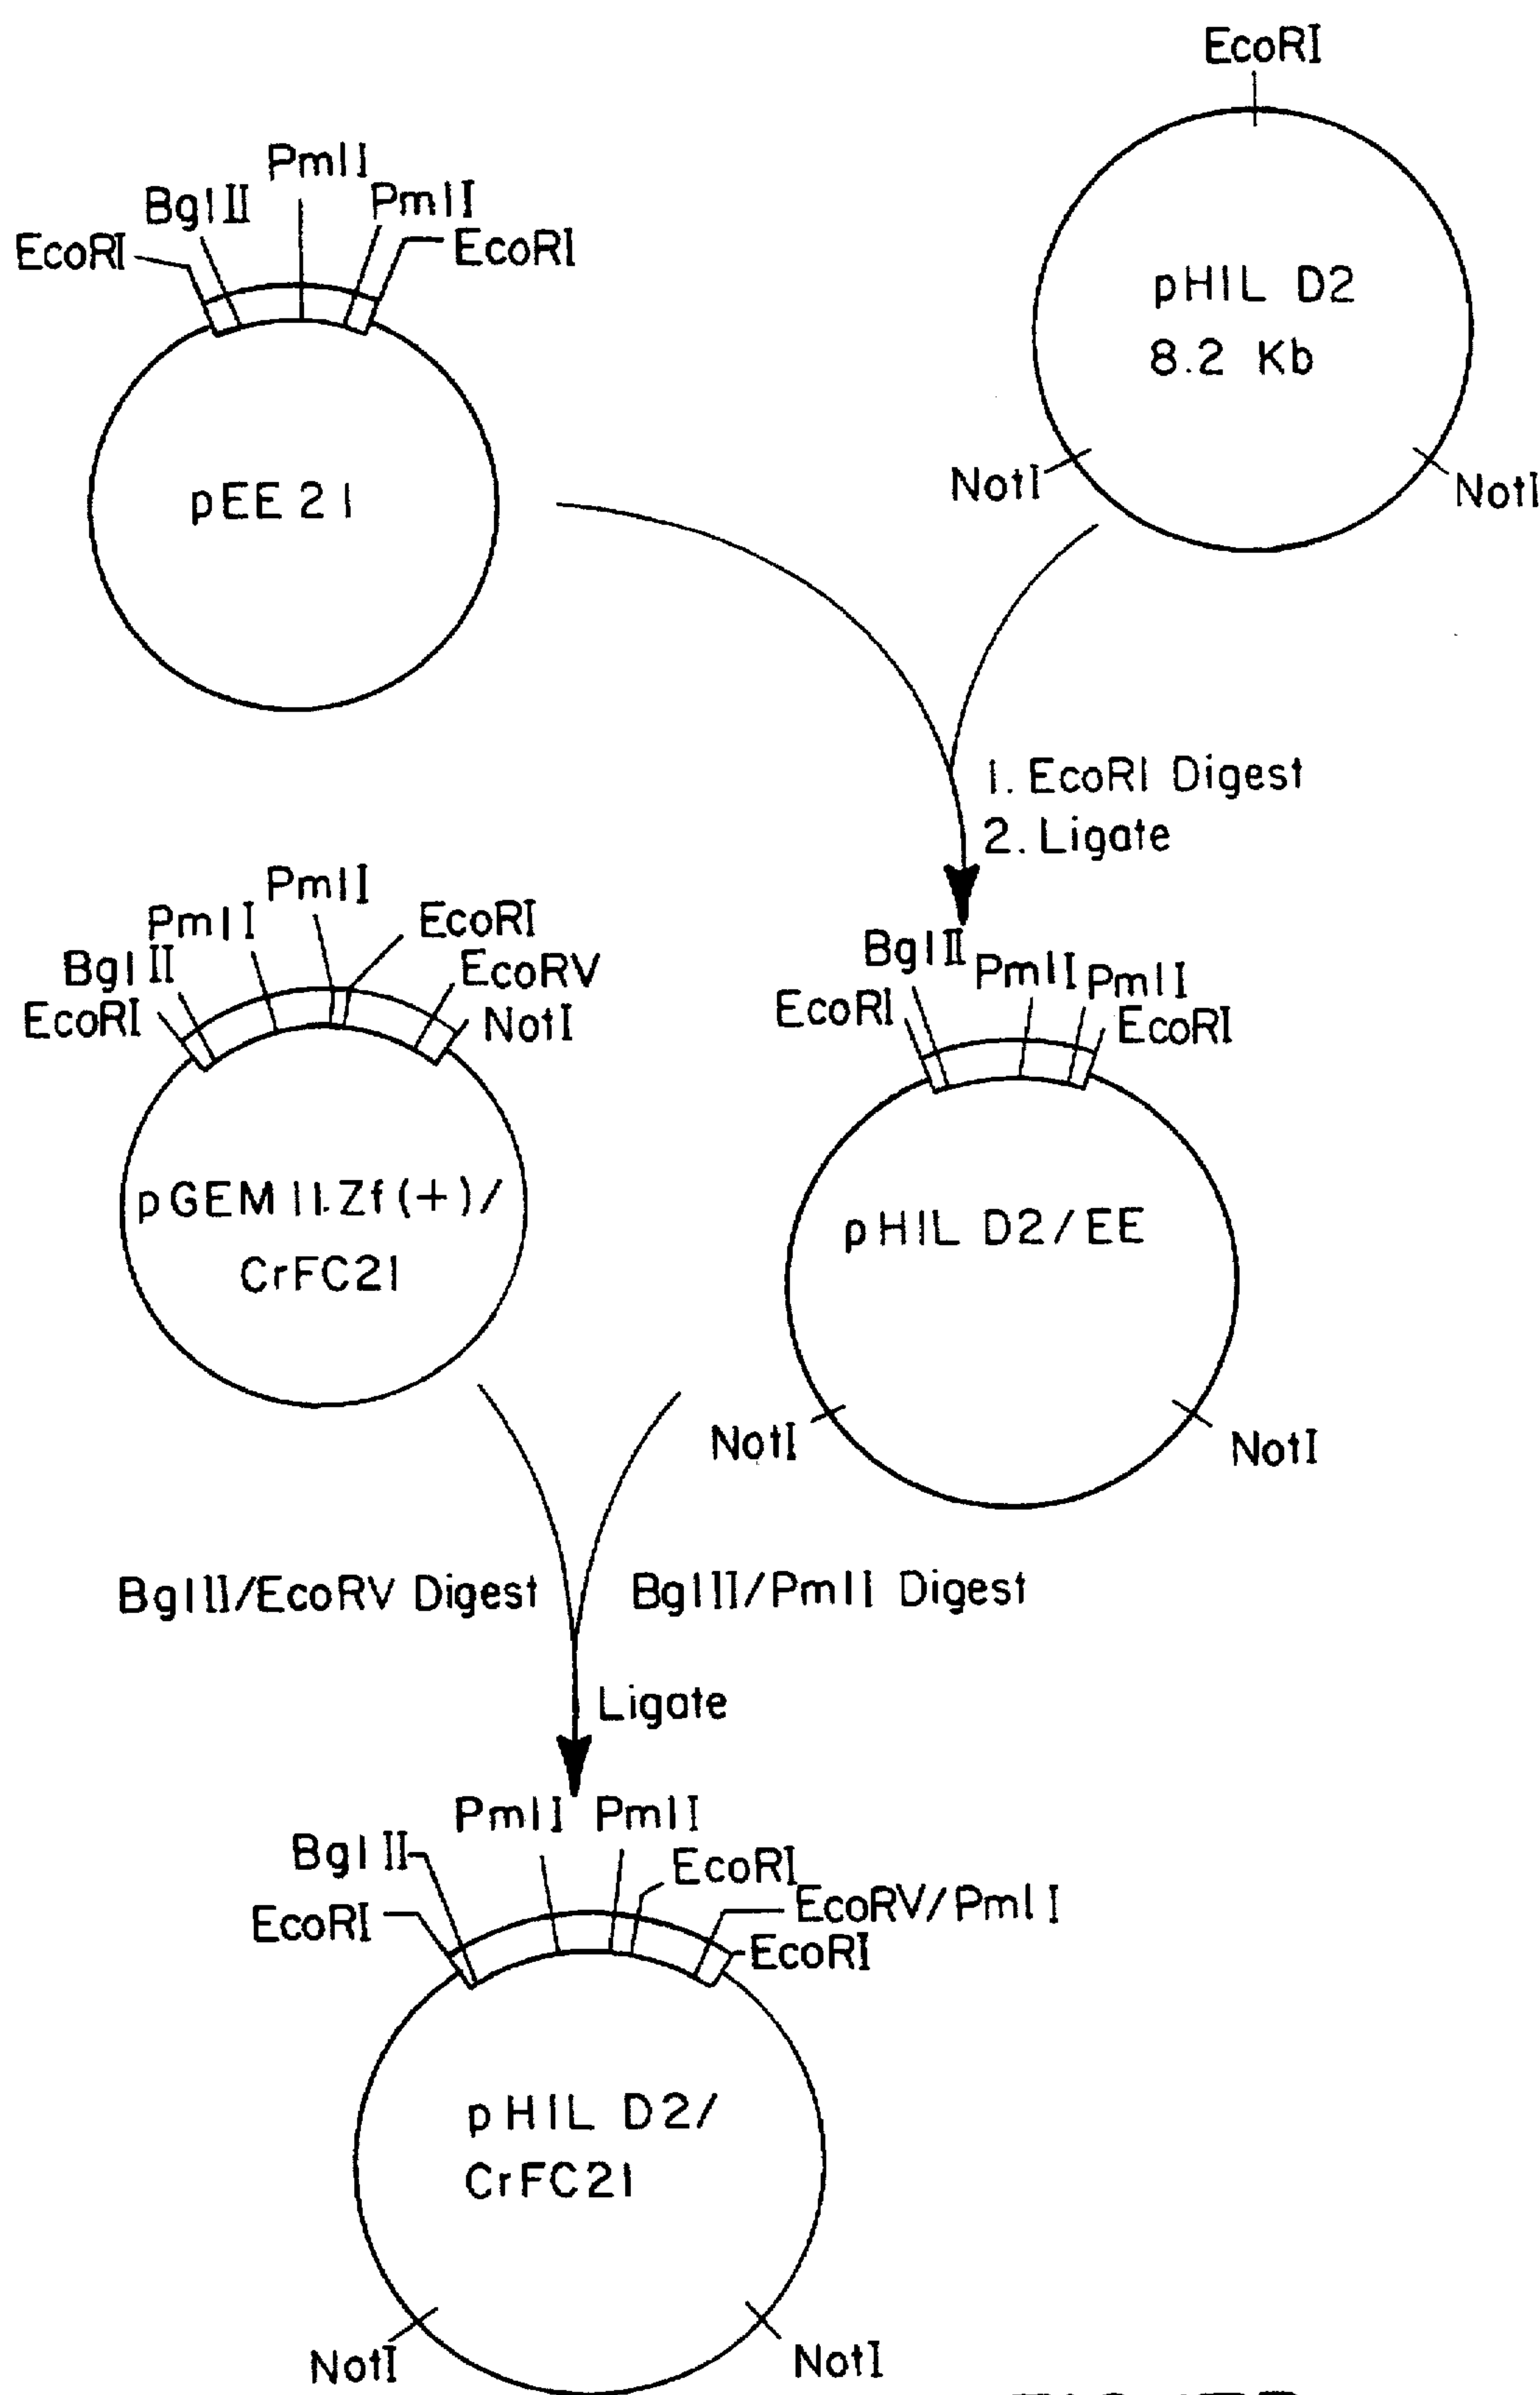 EcoRI
PmlI
BglII
PmlI
EcoRI
EcoRI
pHIL D2
8.2 Kb
pEE 21
NotI
NotI
1. EcoRI Digest
2. Ligate
PmlI
PmlI
EcoRI
BglII
EcoRV
EcoRI
NotI
BglII
PmlI
PmlI
EcoRI
EcoRI
pGEM 11.Zf(+)/
CrFC21
pHIL D2/EE
NotI
NotI
BglII/EcoRV Digest
BglII/PmlI Digest
Ligate
PmlI
PmlI
BglII
EcoRI
EcoRI
EcoRV/PmlI
EcoRI
pHIL D2/
CrFC21
NotI
NotI